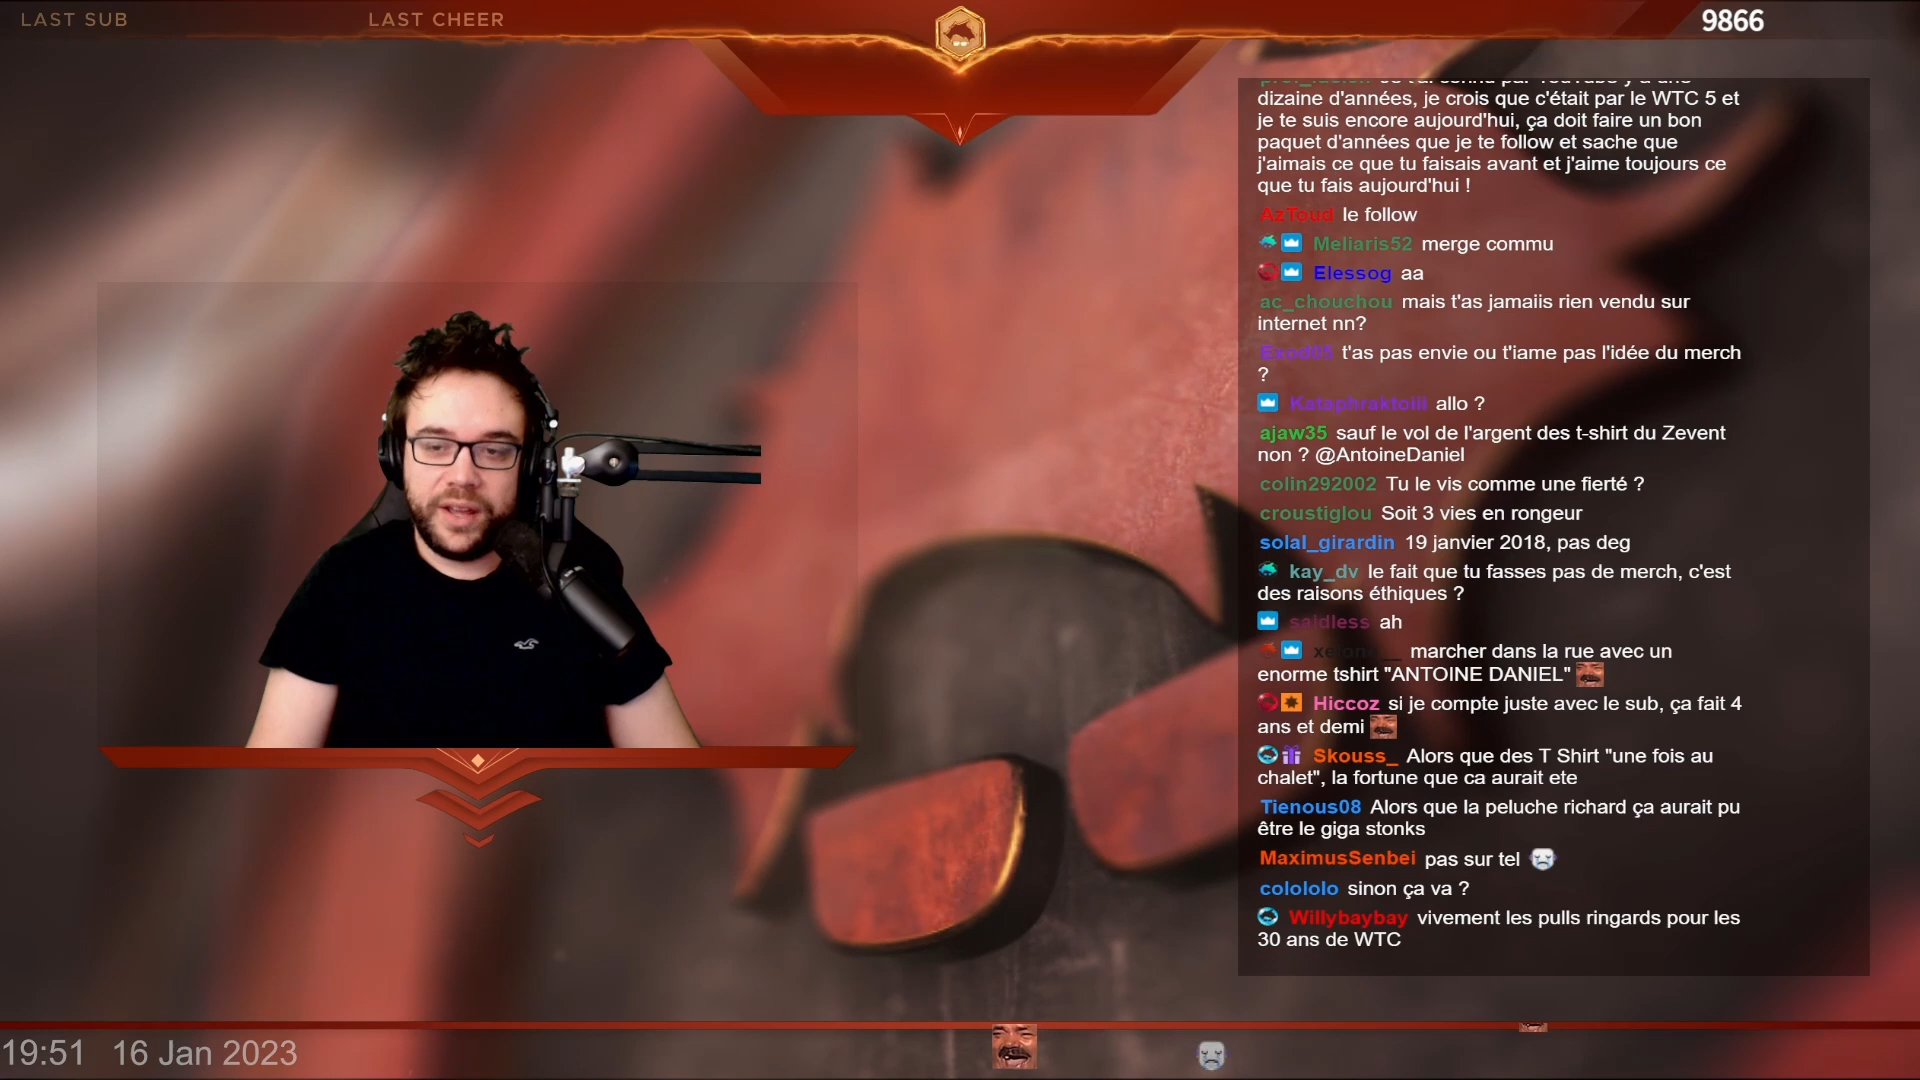 LAST SUB
LAST CHEER
9866
dizaine d'années, je crois que c'était par le WTC 5 et
je te suis encore aujourd'hui, ça doit faire un bon
paquet d'années que je te follow et sache que
j'aimais ce que tu faisais avant et j'aime toujours ce
que tu fais aujourd'hui !
AzToud le follow
Meliaris52 merge commu
Elessog aa
ac_chouchou mais t'as jamaiis rien vendu sur
internet nn?
t'as pas envie ou t'iame pas l'idée du merch
?
Kataphraktoiii allo ?
ajaw35 sauf le vol de l'argent des t-shirt du Zevent
non ? @AntoineDaniel
colin292002 Tu le vis comme une fierté ?
croustiglou Soit 3 vies en rongeur
solal_girardin 19 janvier 2018, pas deg
kay_dv le fait que tu fasses pas de merch, c'est
des raisons éthiques ?
saidless ah
marcher dans la rue avec un
enorme tshirt "ANTOINE DANIEL"
Hiccoz si je compte juste avec le sub, ça fait 4
ans et demi
Skouss_ Alors que des T Shirt "une fois au
chalet", la fortune que ca aurait ete
Tienous08 Alors que la peluche richard ça aurait pu
être le giga stonks
MaximusSenbei pas sur tel
colololo sinon ça va ?
Willybaybay vivement les pulls ringards pour les
30 ans de WTC
19:51 16 Jan 2023